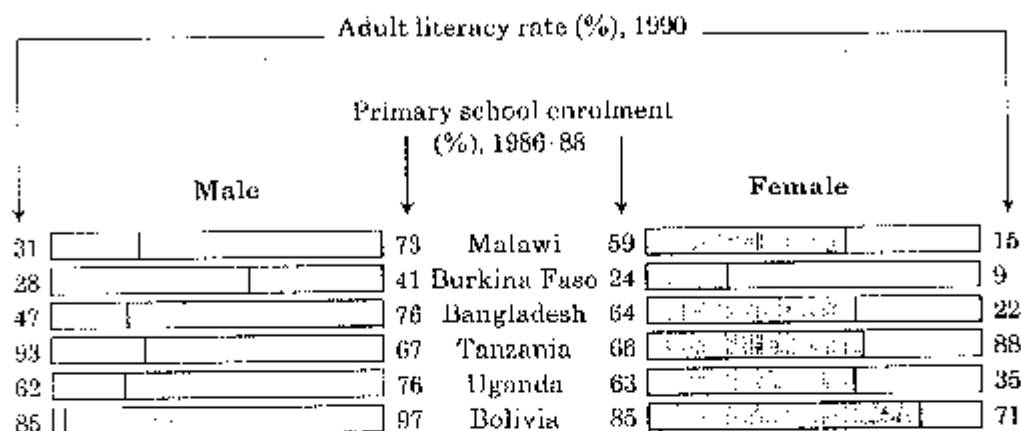 Adult literacy rate (%), 1990
Primary school enrolment
(%), 1986-88
Male
Female
31 73 Malawi 59 15
28 41 Burkina Faso 24 9
47 76 Bangladesh 64 22
93 67 Tanzania 66 88
62 76 Uganda 63 35
85 97 Bolivia 85 71